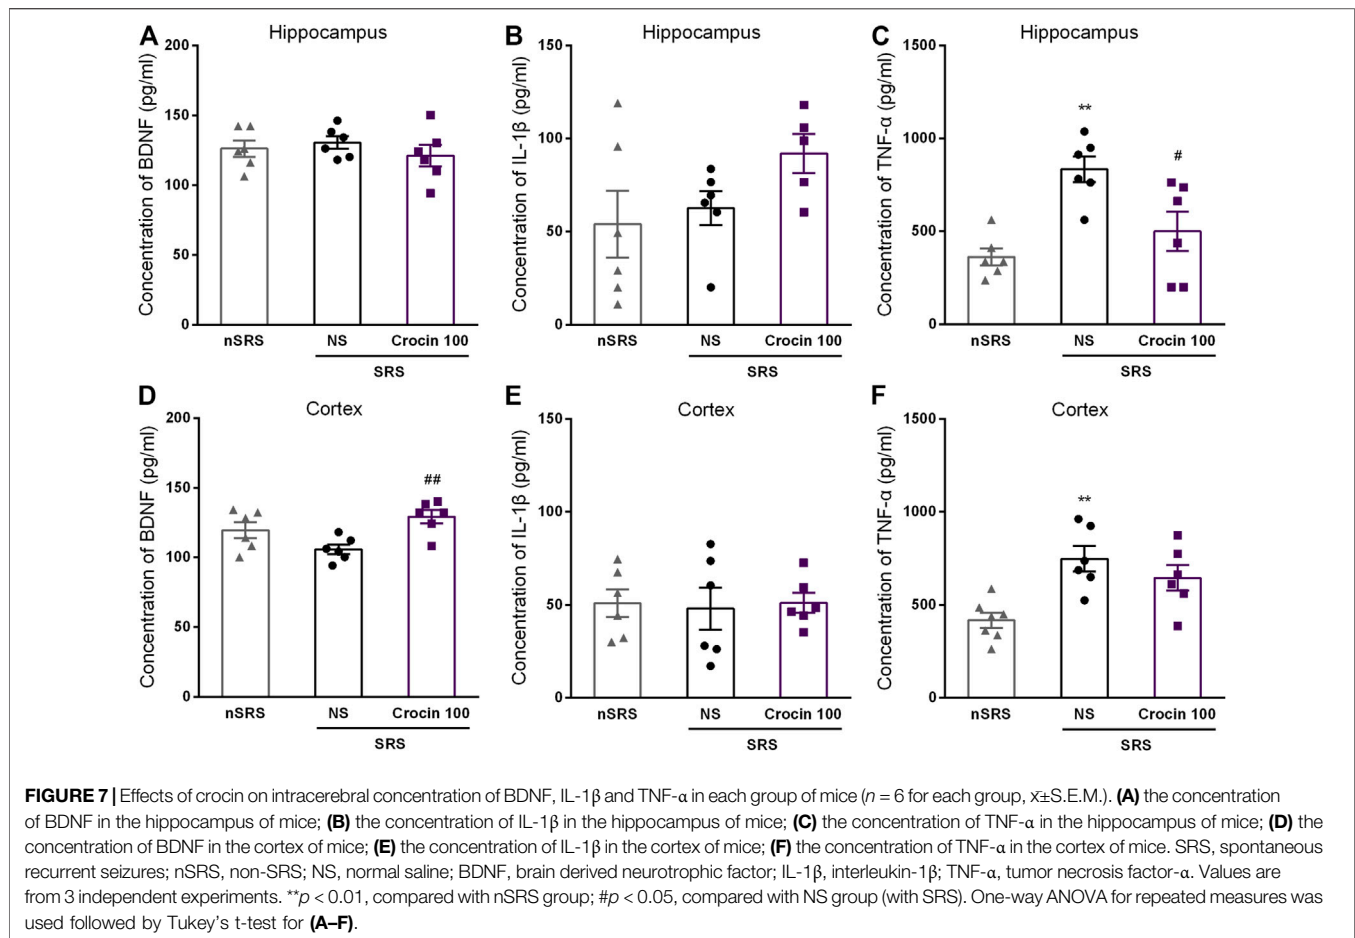 A
Hippocampus
Concentration of BDNF (pg/ml)
200
150
100
50
0
nSRS
NS
Crocin 100
SRS
B
Hippocampus
Concentration of IL-1β (pg/ml)
150
100
50
0
nSRS
NS
Crocin 100
SRS
C
Hippocampus
Concentration of TNF-α (pg/ml)
1500
1000
500
0
**
#
nSRS
NS
Crocin 100
SRS
D
Cortex
Concentration of BDNF (pg/ml)
200
150
100
50
0
##
nSRS
NS
Crocin 100
SRS
E
Cortex
Concentration of IL-1β (pg/ml)
150
100
50
0
nSRS
NS
Crocin 100
SRS
F
Cortex
Concentration of TNF-α (pg/ml)
1500
1000
500
0
**
nSRS
NS
Crocin 100
SRS
FIGURE 7 | Effects of crocin on intracerebral concentration of BDNF, IL-1β and TNF-α in each group of mice (n = 6 for each group, x̄±S.E.M.). (A) the concentration
of BDNF in the hippocampus of mice; (B) the concentration of IL-1β in the hippocampus of mice; (C) the concentration of TNF-α in the hippocampus of mice; (D) the
concentration of BDNF in the cortex of mice; (E) the concentration of IL-1β in the cortex of mice; (F) the concentration of TNF-α in the cortex of mice. SRS, spontaneous
recurrent seizures; nSRS, non-SRS; NS, normal saline; BDNF, brain derived neurotrophic factor; IL-1β, interleukin-1β; TNF-α, tumor necrosis factor-α. Values are
from 3 independent experiments. **p < 0.01, compared with nSRS group; #p < 0.05, compared with NS group (with SRS). One-way ANOVA for repeated measures was
used followed by Tukey's t-test for (A–F).